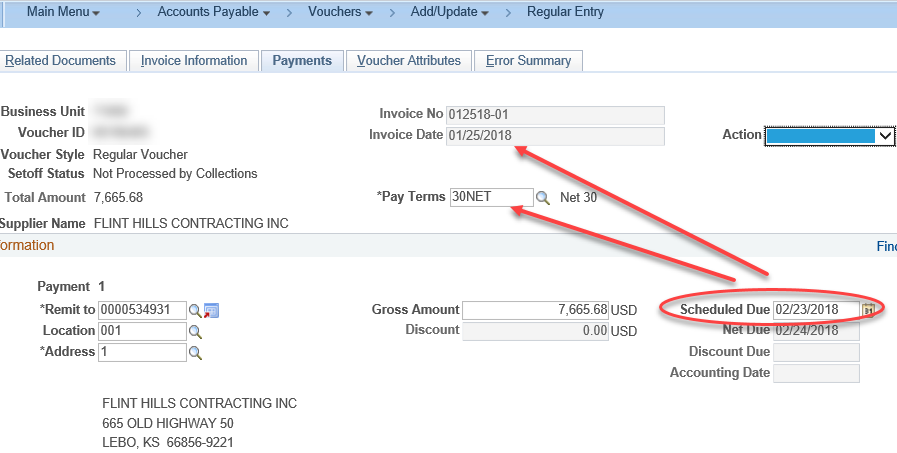 Main Menu > Accounts Payable > Vouchers > Add/Update > Regular Entry
Related Documents Invoice Information Payments Voucher Attributes Error Summary
Business Unit
Invoice No 012518-01
Voucher ID
Invoice Date 01/25/2018
Action
Voucher Style Regular Voucher
Setoff Status Not Processed by Collections
Total Amount 7,665.68
*Pay Terms 30NET Net 30
Supplier Name FLINT HILLS CONTRACTING INC
formation
Find
Payment 1
*Remit to 0000534931
Gross Amount 7,665.68 USD
Scheduled Due 02/23/2018
Location 001
Discount 0.00 USD
Net Due 02/24/2018
*Address 1
Discount Due
Accounting Date
FLINT HILLS CONTRACTING INC
665 OLD HIGHWAY 50
LEBO, KS 66856-9221